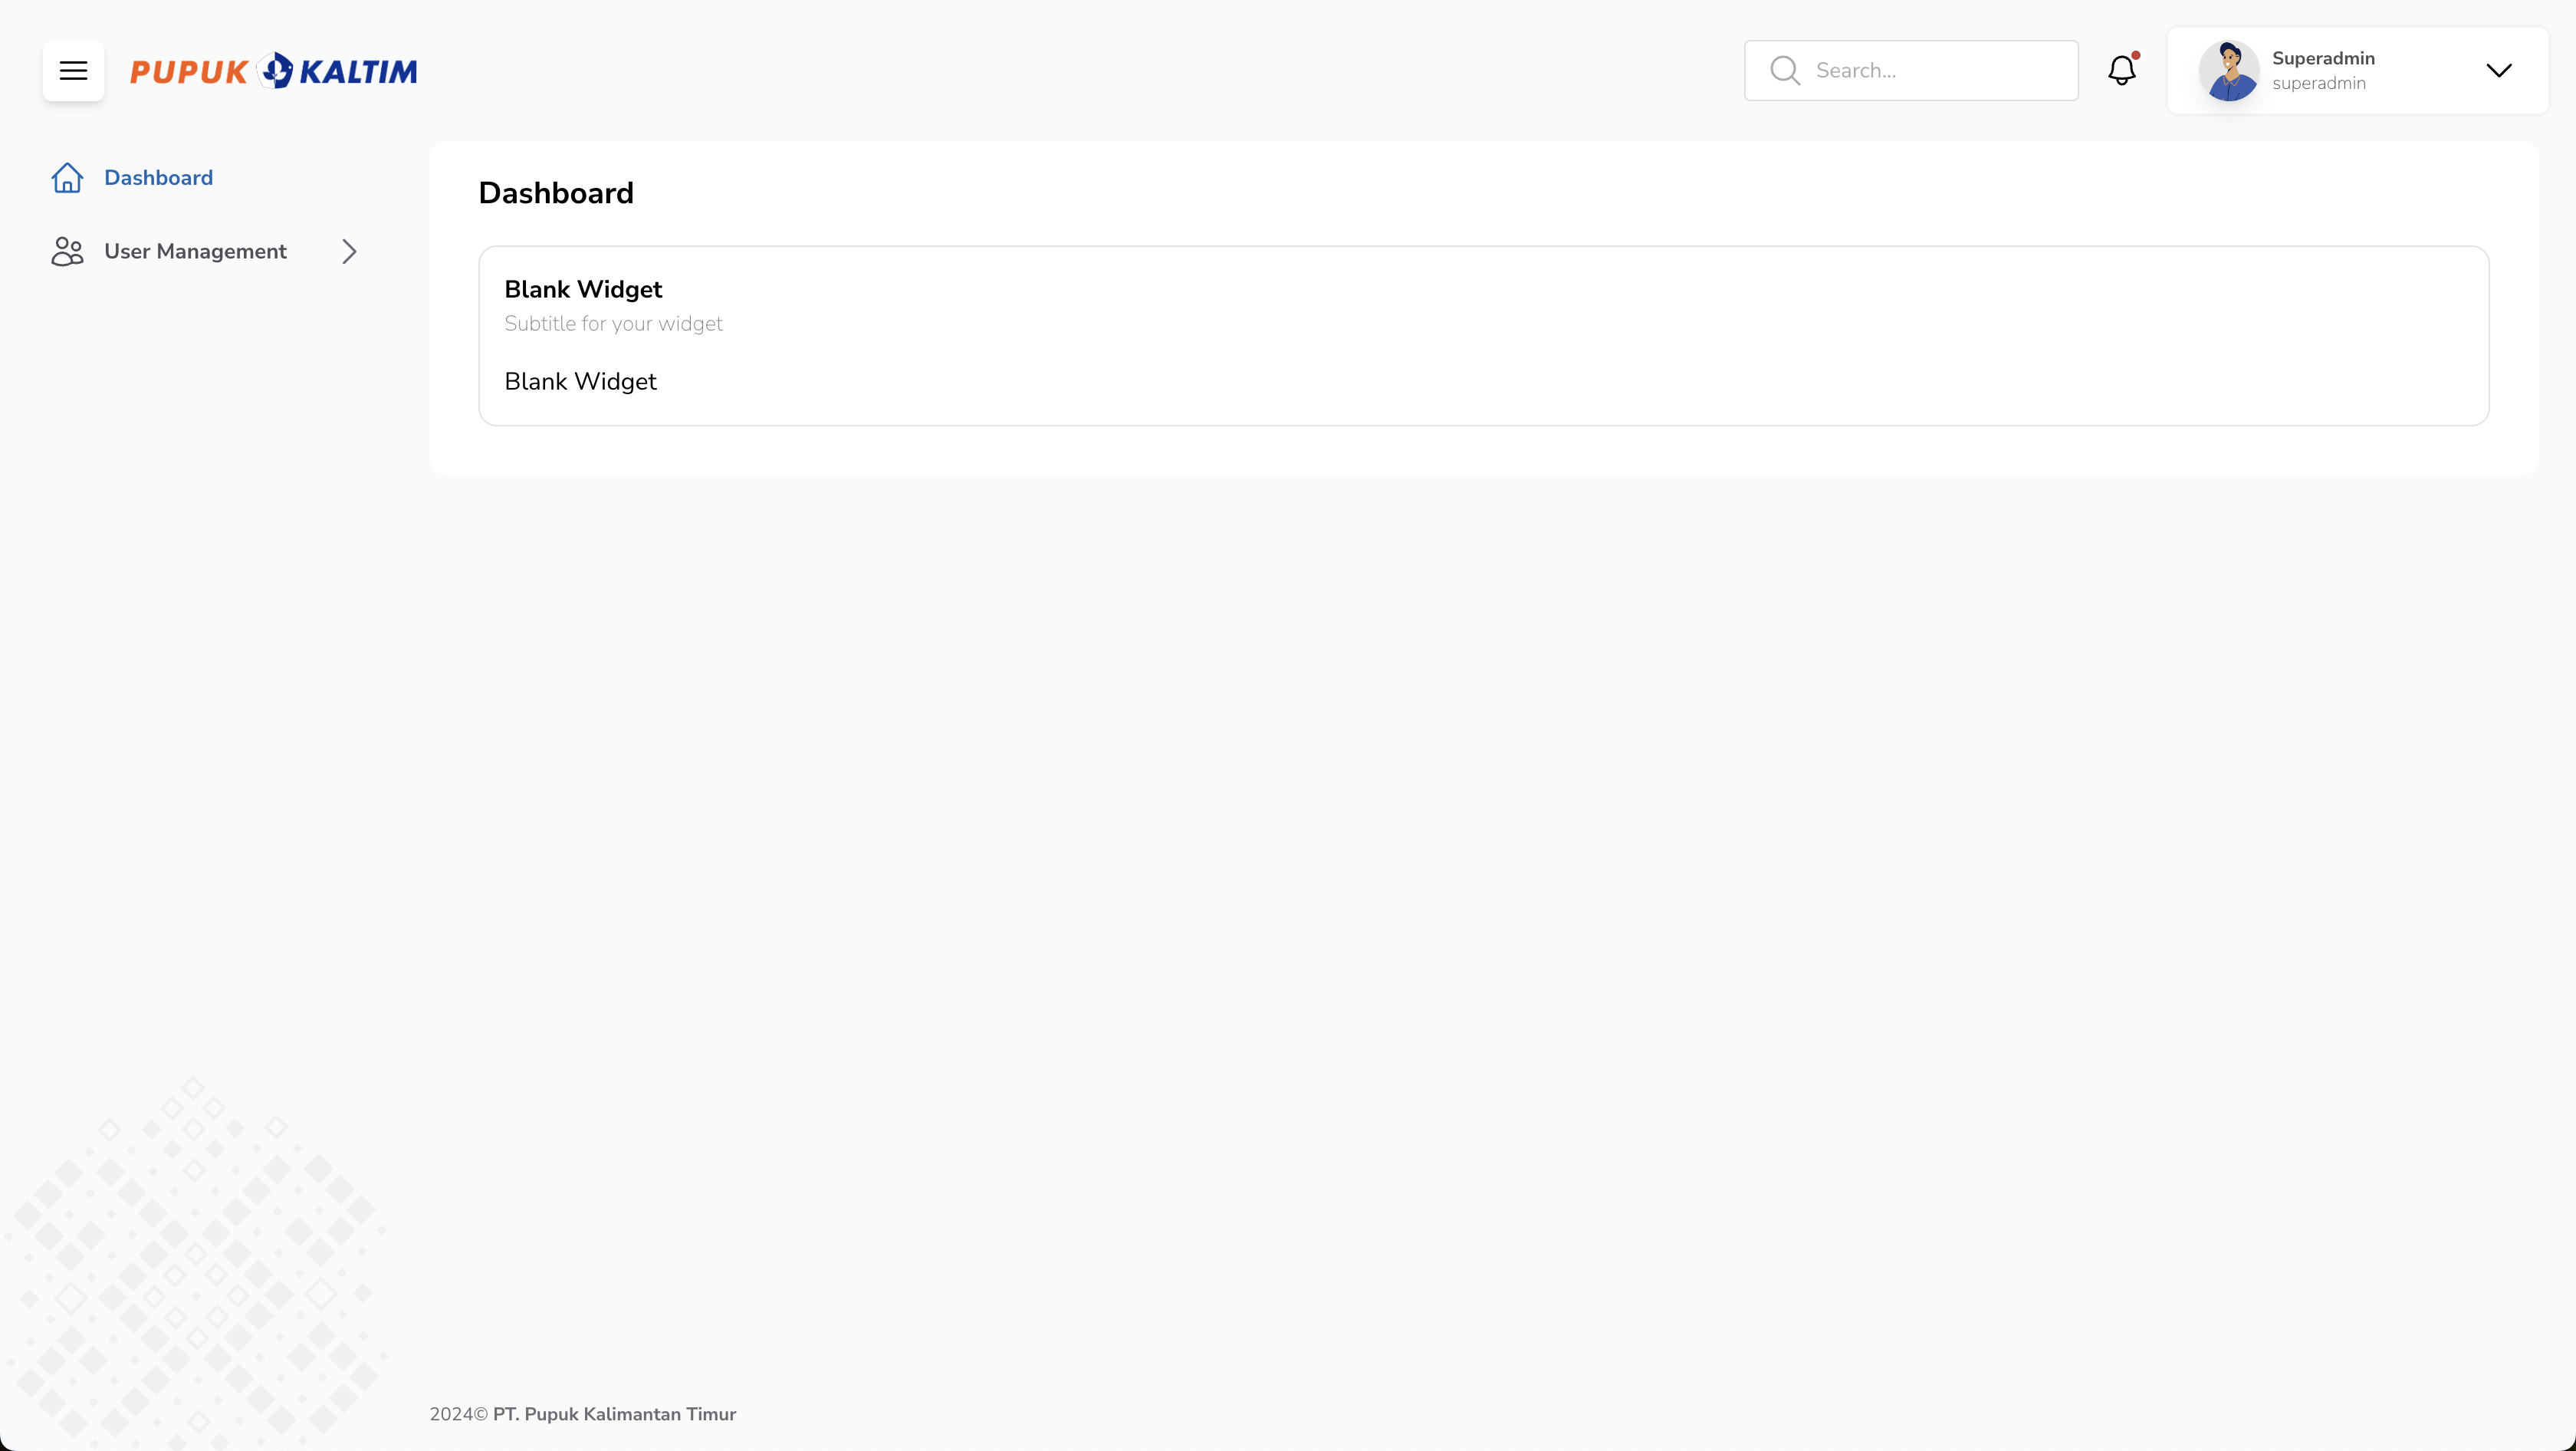 PUPUK KALTIM
Search...
Superadmin
superadmin
Dashboard
User Management
Dashboard
Blank Widget
Subtitle for your widget
Blank Widget
2024© PT. Pupuk Kalimantan Timur